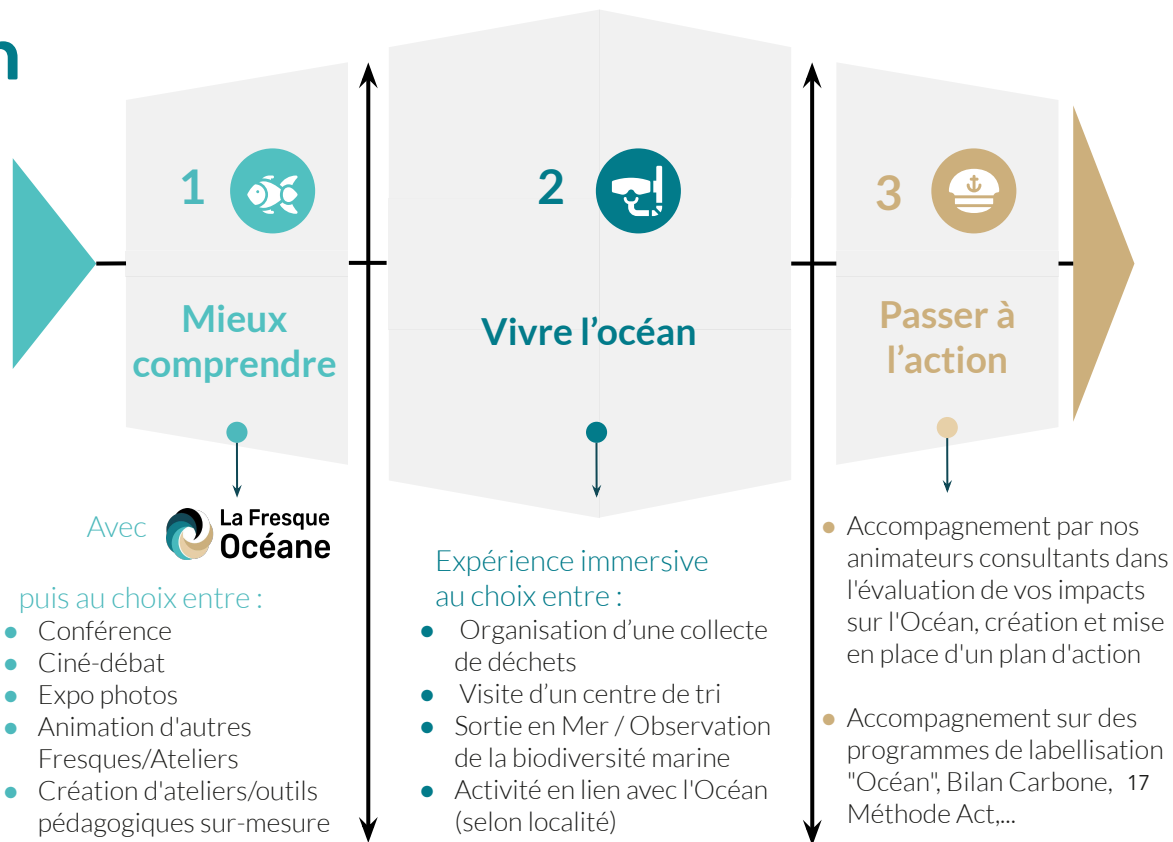 n
1
Mieux
comprendre
Avec La Fresque
Océane
puis au choix entre :
● Conférence
● Ciné-débat
● Expo photos
● Animation d'autres
Fresques/Ateliers
● Création d'ateliers/outils
pédagogiques sur-mesure
2
Vivre l’océan
Expérience immersive
au choix entre :
● Organisation d’une collecte
de déchets
● Visite d’un centre de tri
● Sortie en Mer / Observation
de la biodiversité marine
● Activité en lien avec l'Océan
(selon localité)
3
Passer à
l’action
● Accompagnement par nos
animateurs consultants dans
l'évaluation de vos impacts
sur l'Océan, création et mise
en place d'un plan d'action
● Accompagnement sur des
programmes de labellisation
"Océan", Bilan Carbone,
Méthode Act,...
17